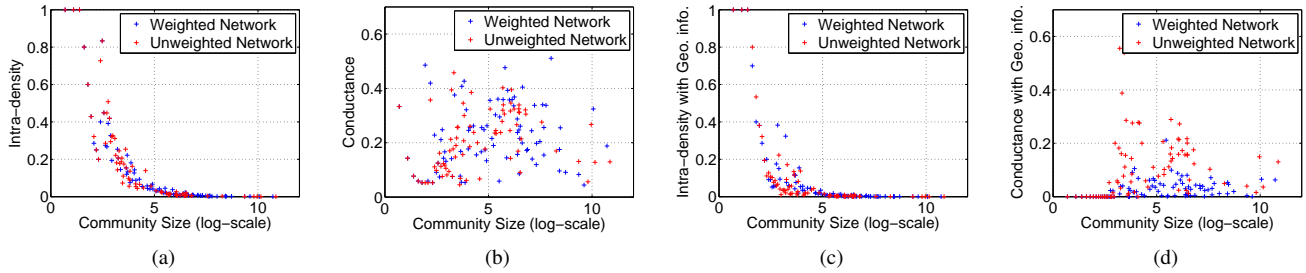 Intra-density
1
0.8
0.6
0.4
0.2
0
0
5
10
Community Size (log-scale)
Weighted Network
Unweighted Network
(a)
Conductance
0.6
0.4
0.2
0
0
5
10
Community Size (log-scale)
Weighted Network
Unweighted Network
(b)
Intra-density with Geo. info.
1
0.8
0.6
0.4
0.2
0
0
5
10
Community Size (log-scale)
Weighted Network
Unweighted Network
(c)
Conductance with Geo. info.
0.6
0.4
0.2
0
0
5
10
Community Size (log-scale)
Weighted Network
Unweighted Network
(d)